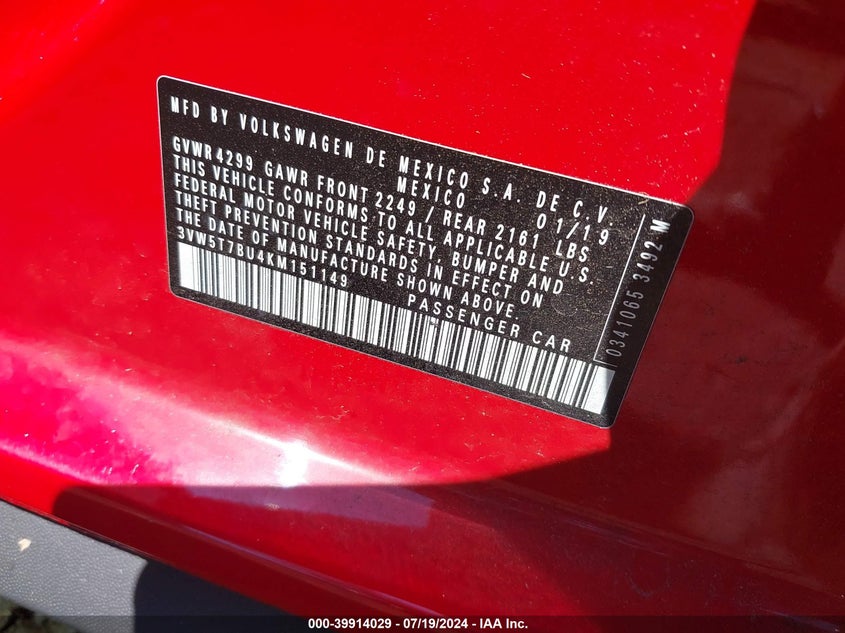 MFD BY VOLKSWAGEN DE MEXICO S.A. DE C.V.
MEXICO 01/19
GVWR 4299 GAWR FRONT 2249 / REAR 2161 LBS
THIS VEHICLE CONFORMS TO ALL APPLICABLE U.S.
FEDERAL MOTOR VEHICLE SAFETY, BUMPER AND
THEFT PREVENTION STANDARDS IN EFFECT ON
THE DATE OF MANUFACTURE SHOWN ABOVE.
3VW5T7BU4KM151149 PASSENGER CAR
0341065 3492 M
000-39914029 - 07/19/2024 - IAA Inc.